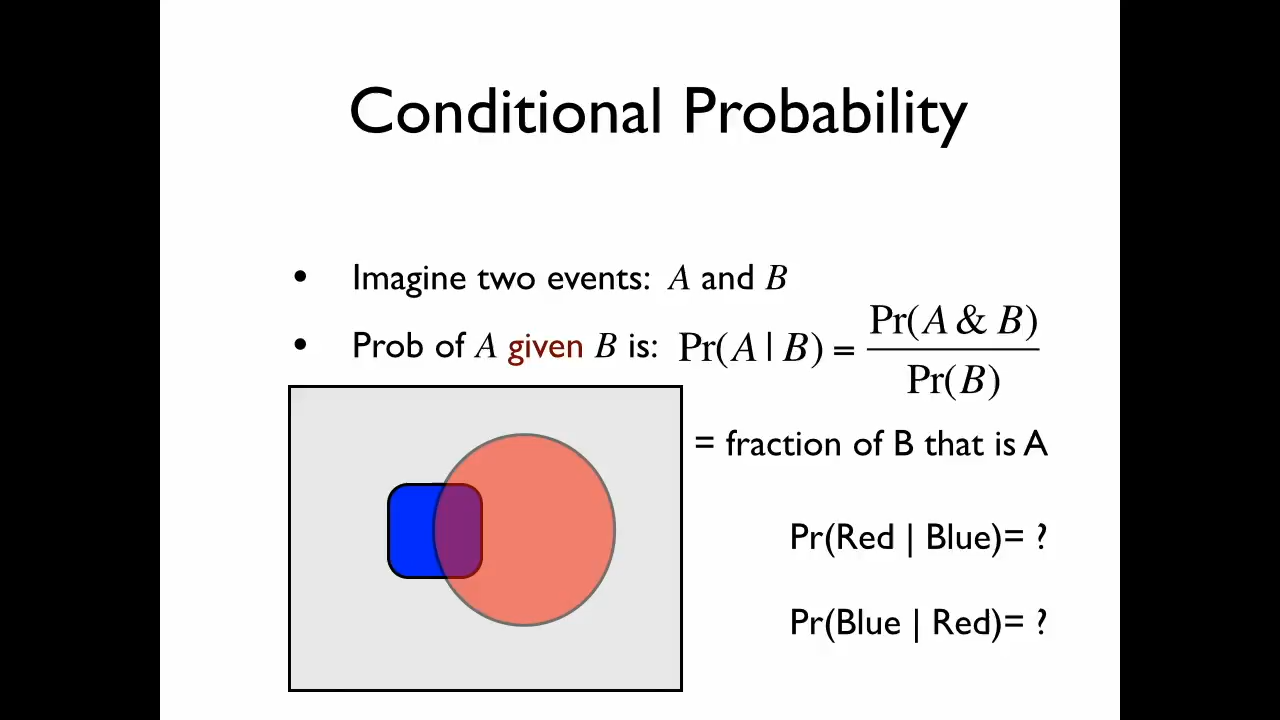 Conditional Probability
• Imagine two events: A and B
• Prob of A given B is: Pr(A | B) = Pr(A & B) / Pr(B)
= fraction of B that is A
Pr(Red | Blue)= ?
Pr(Blue | Red)= ?